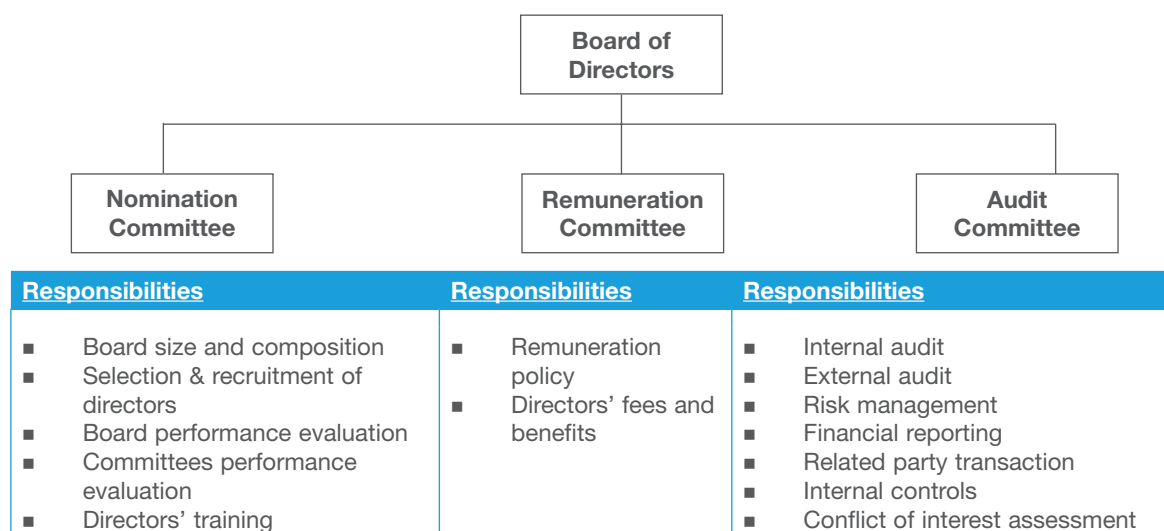 Board of
Directors
Nomination
Committee
Remuneration
Committee
Audit
Committee
Responsibilities
■ Board size and composition
■ Selection & recruitment of
directors
■ Board performance evaluation
■ Committees performance
evaluation
■ Directors' training
Responsibilities
■ Remuneration
policy
■ Directors' fees and
benefits
Responsibilities
■ Internal audit
■ External audit
■ Risk management
■ Financial reporting
■ Related party transaction
■ Internal controls
■ Conflict of interest assessment